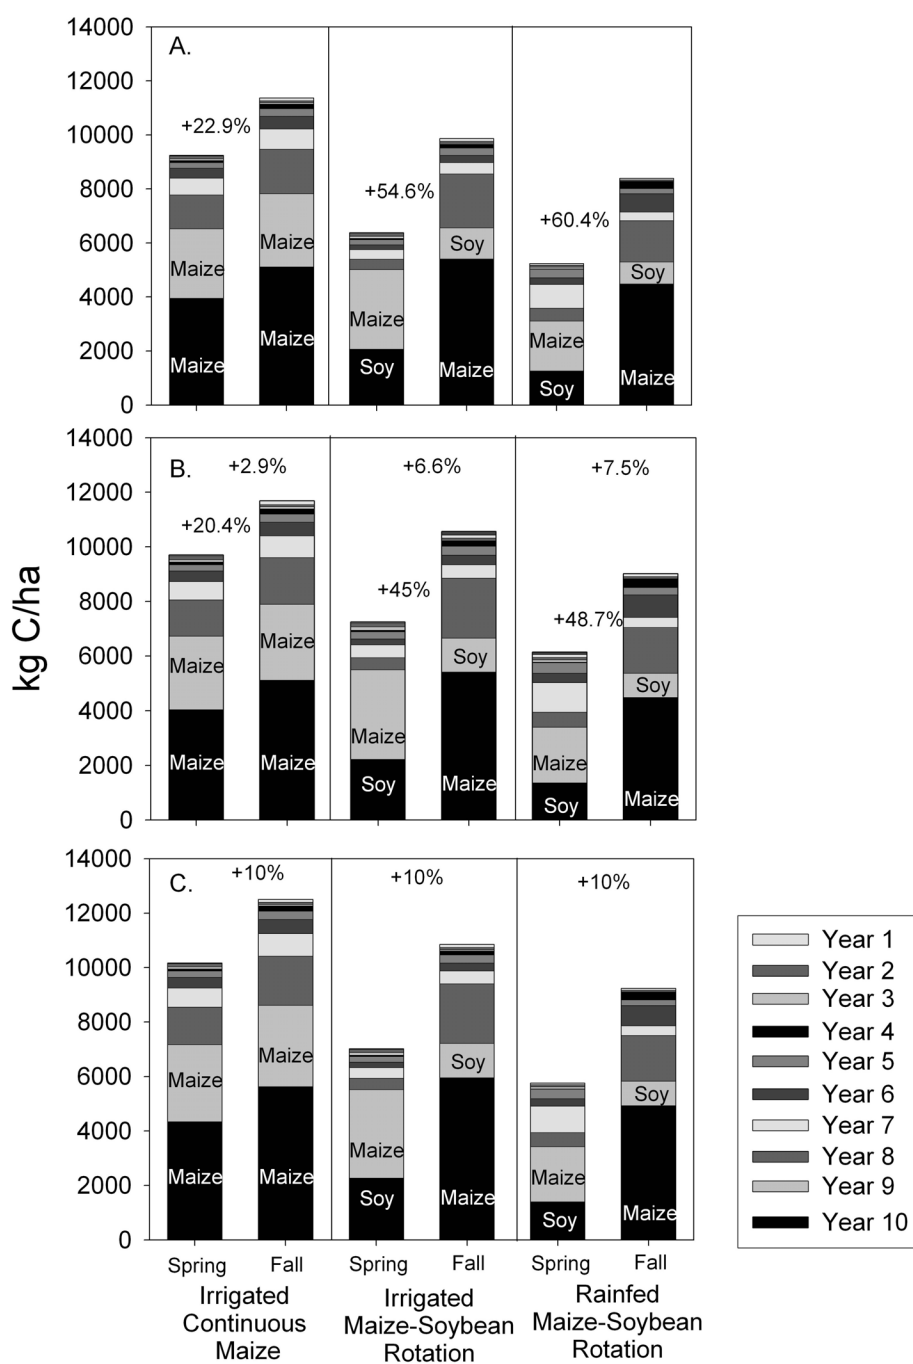 14000
12000
10000
8000
6000
4000
2000
0
A.
+22.9%
+54.6%
+60.4%
Maize
Maize
Maize
Maize
Maize
Soy
Soy
Maize
Maize
Soy
Soy
Maize
14000
12000
10000
8000
6000
4000
2000
0
kg C/ha
B.
+2.9%
+6.6%
+7.5%
+20.4%
+45%
+48.7%
Maize
Maize
Maize
Maize
Maize
Soy
Soy
Maize
Maize
Soy
Soy
Maize
14000
12000
10000
8000
6000
4000
2000
0
C.
+10%
+10%
+10%
Maize
Maize
Maize
Maize
Maize
Soy
Soy
Maize
Maize
Soy
Soy
Maize
Spring
Fall
Spring
Fall
Spring
Fall
Irrigated
Continuous
Maize
Irrigated
Maize-Soybean
Rotation
Rainfed
Maize-Soybean
Rotation
Year 1
Year 2
Year 3
Year 4
Year 5
Year 6
Year 7
Year 8
Year 9
Year 10